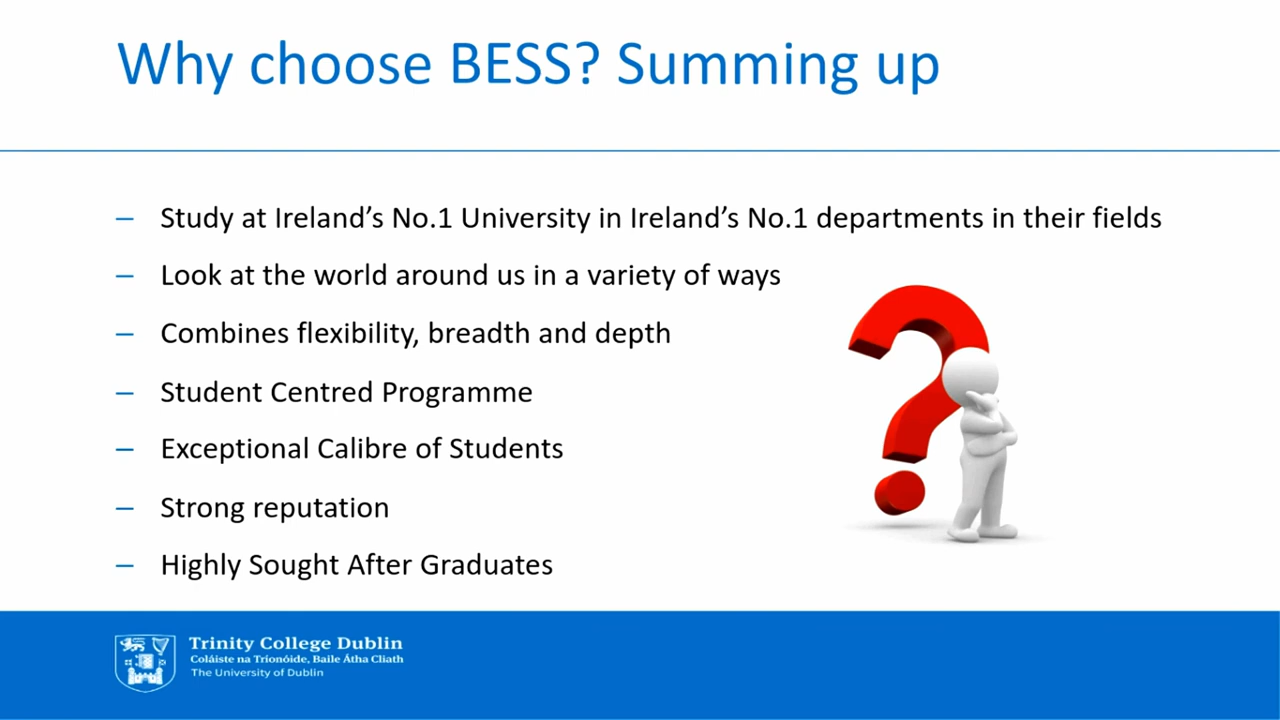 Why choose BESS? Summing up
– Study at Ireland’s No.1 University in Ireland’s No.1 departments in their fields
– Look at the world around us in a variety of ways
– Combines flexibility, breadth and depth
– Student Centred Programme
– Exceptional Calibre of Students
– Strong reputation
– Highly Sought After Graduates
Trinity College Dublin
Coláiste na Tríonóide, Baile Átha Cliath
The University of Dublin